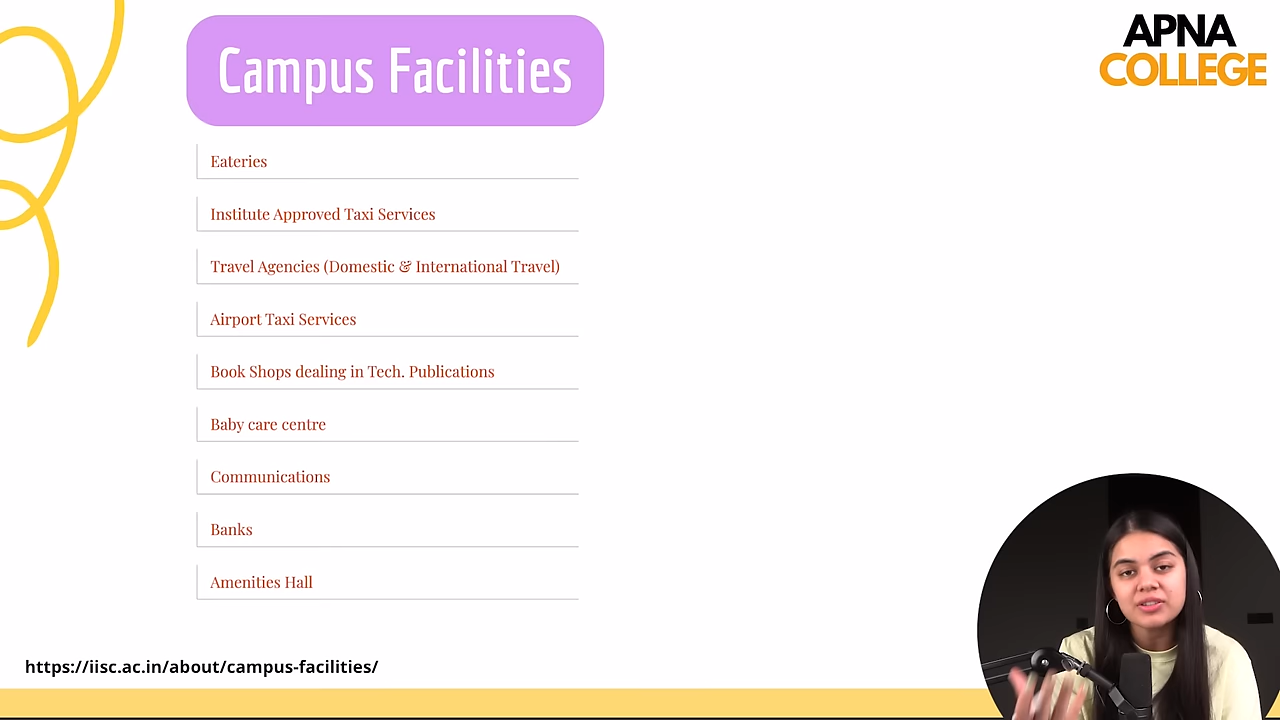 Campus Facilities
APNA
COLLEGE
Eateries
Institute Approved Taxi Services
Travel Agencies (Domestic & International Travel)
Airport Taxi Services
Book Shops dealing in Tech. Publications
Baby care centre
Communications
Banks
Amenities Hall
https://iisc.ac.in/about/campus-facilities/